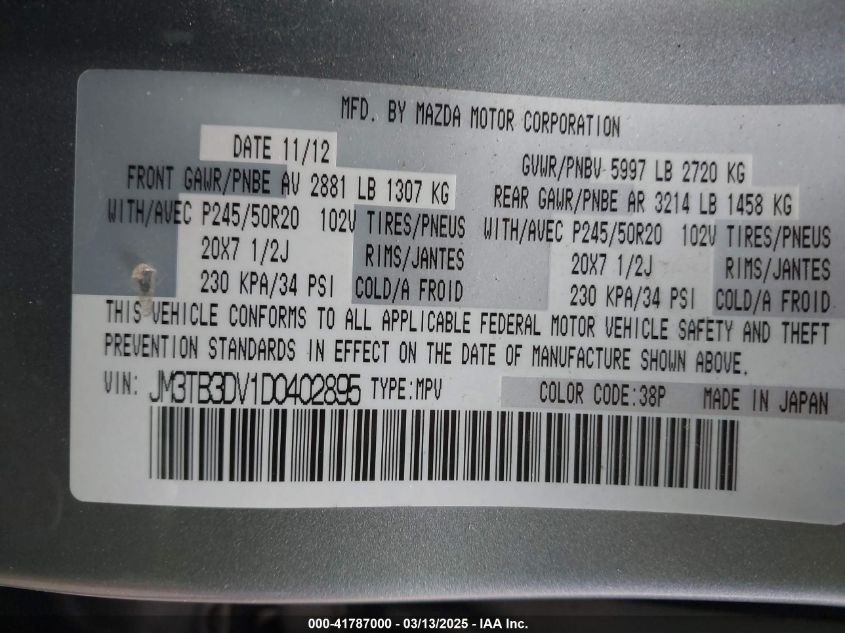 MFD. BY MAZDA MOTOR CORPORATION
DATE 11/12
GVWR/PNBV 5997 LB 2720 KG
FRONT GAWR/PNBE AV 2881 LB 1307 KG
REAR GAWR/PNBE AR 3214 LB 1458 KG
WITH/AVEC P245/50R20 102V TIRES/PNEUS WITH/AVEC P245/50R20 102V TIRES/PNEUS
20X7 1/2J RIMS/JANTES 20X7 1/2J RIMS/JANTES
230 KPA/34 PSI COLD/A FROID 230 KPA/34 PSI COLD/A FROID
THIS VEHICLE CONFORMS TO ALL APPLICABLE FEDERAL MOTOR VEHICLE SAFETY AND THEFT
PREVENTION STANDARDS IN EFFECT ON THE DATE OF MANUFACTURE SHOWN ABOVE.
VIN: JM3TB3DV1D0402895 TYPE:MPV COLOR CODE:38P MADE IN JAPAN
000-41787000 - 03/13/2025 - IAA Inc.